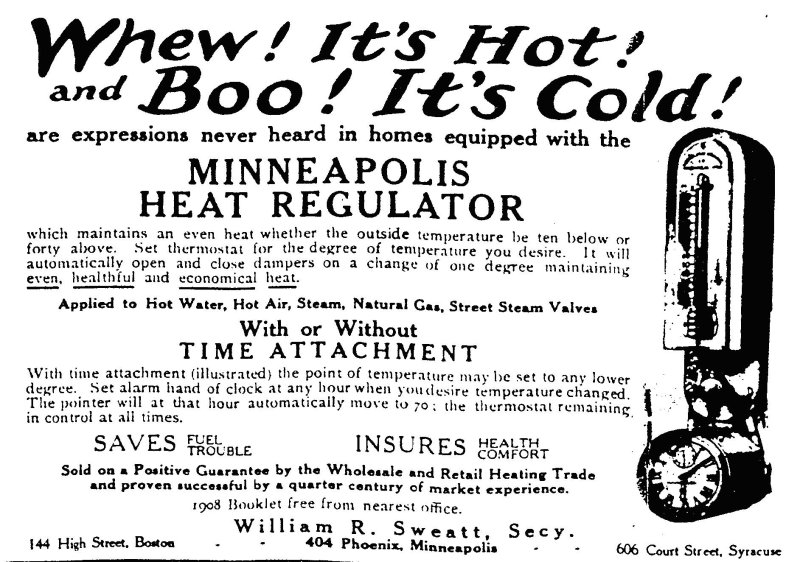 Whew! It's Hot!
and Boo! It's Cold!
are expressions never heard in homes equipped with the
MINNEAPOLIS
HEAT REGULATOR
which maintains an even heat whether the outside temperature be ten below or
forty above. Set thermostat for the degree of temperature you desire. It will
automatically open and close dampers on a change of one degree maintaining
even, healthful and economical heat.
Applied to Hot Water, Hot Air, Steam, Natural Gas, Street Steam Valves
With or Without
TIME ATTACHMENT
With time attachment (illustrated) the point of temperature may be set to any lower
degree. Set alarm hand of clock at any hour when you desire temperature changed.
The pointer will at that hour automatically move to 70; the thermostat remaining
in control at all times.
SAVES FUEL TROUBLE INSURES HEALTH COMFORT
Sold on a Positive Guarantee by the Wholesale and Retail Heating Trade
and proven successful by a quarter century of market experience.
1908 Booklet free from nearest office.
William R. Sweatt, Secy.
144 High Street, Boston - - 404 Phoenix, Minneapolis - - 606 Court Street, Syracuse